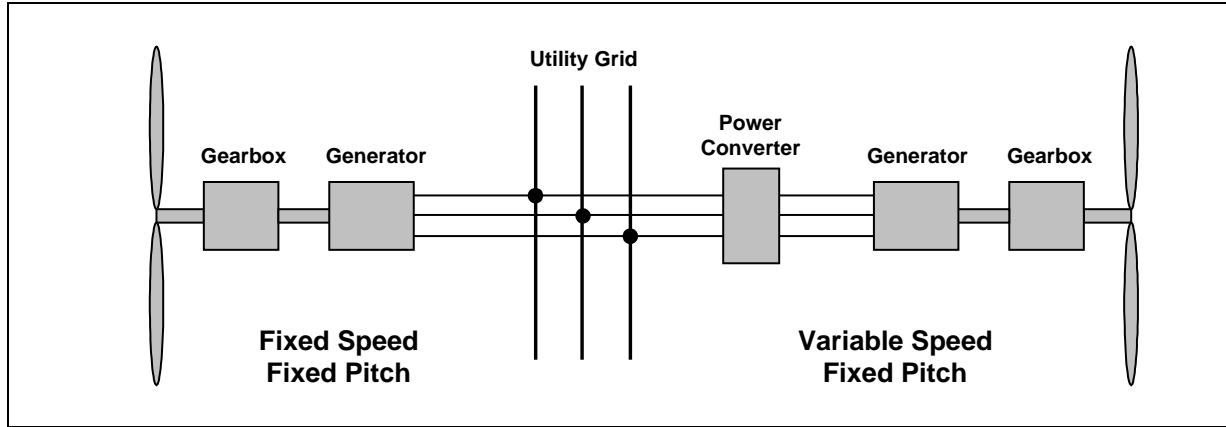 Utility Grid
Gearbox
Generator
Power
Converter
Generator
Gearbox
Fixed Speed
Fixed Pitch
Variable Speed
Fixed Pitch